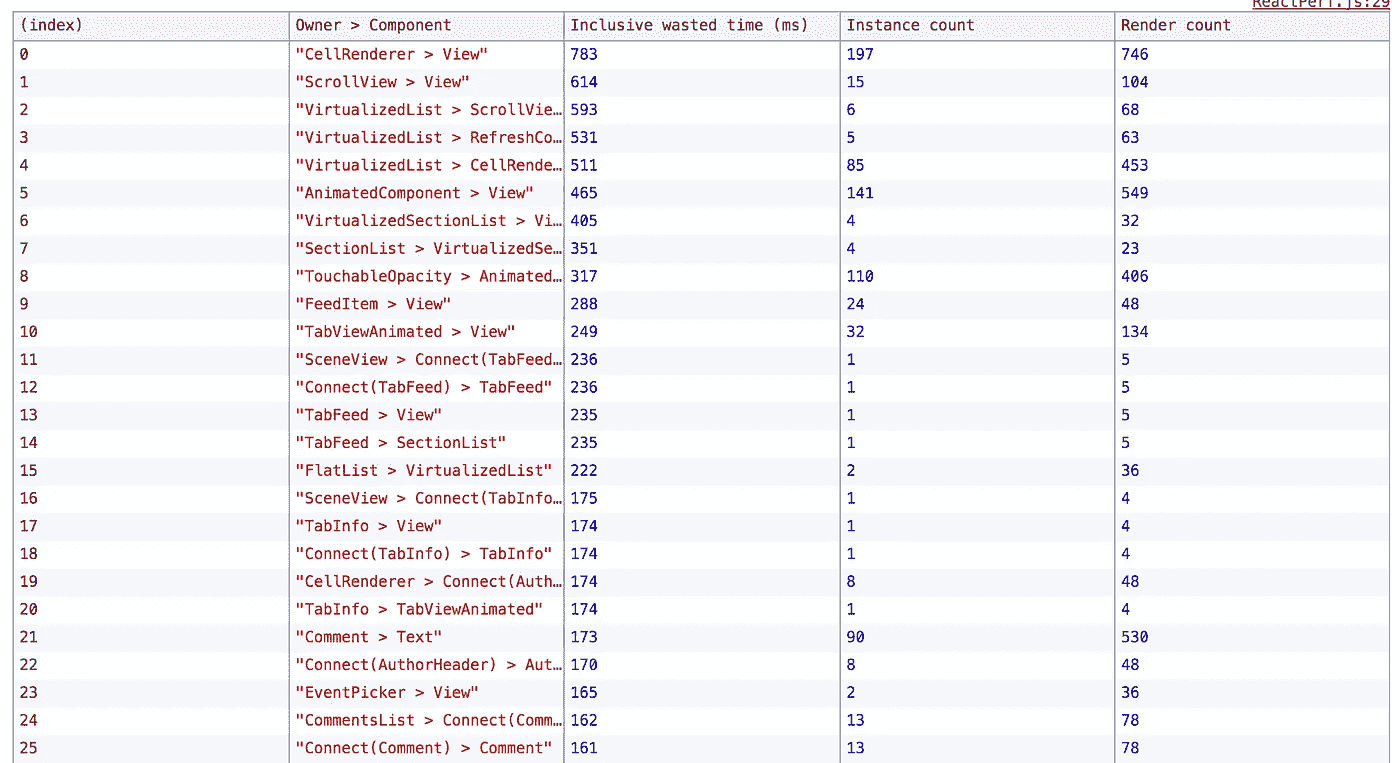 ReactPerf.js:29
(index) Owner > Component Inclusive wasted time (ms) Instance count Render count
0 "CellRenderer > View" 783 197 746
1 "ScrollView > View" 614 15 104
2 "VirtualizedList > ScrollVie… 593 6 68
3 "VirtualizedList > RefreshCo… 531 5 63
4 "VirtualizedList > CellRende… 511 85 453
5 "AnimatedComponent > View" 465 141 549
6 "VirtualizedSectionList > Vi… 405 4 32
7 "SectionList > VirtualizedSe… 351 4 23
8 "TouchableOpacity > Animated… 317 110 406
9 "FeedItem > View" 288 24 48
10 "TabViewAnimated > View" 249 32 134
11 "SceneView > Connect(TabFeed… 236 1 5
12 "Connect(TabFeed) > TabFeed" 236 1 5
13 "TabFeed > View" 235 1 5
14 "TabFeed > SectionList" 235 1 5
15 "FlatList > VirtualizedList" 222 2 36
16 "SceneView > Connect(TabInfo… 175 1 4
17 "TabInfo > View" 174 1 4
18 "Connect(TabInfo) > TabInfo" 174 1 4
19 "CellRenderer > Connect(Auth… 174 8 48
20 "TabInfo > TabViewAnimated" 174 1 4
21 "Comment > Text" 173 90 530
22 "Connect(AuthorHeader) > Aut… 170 8 48
23 "EventPicker > View" 165 2 36
24 "CommentsList > Connect(Comm… 162 13 78
25 "Connect(Comment) > Comment" 161 13 78